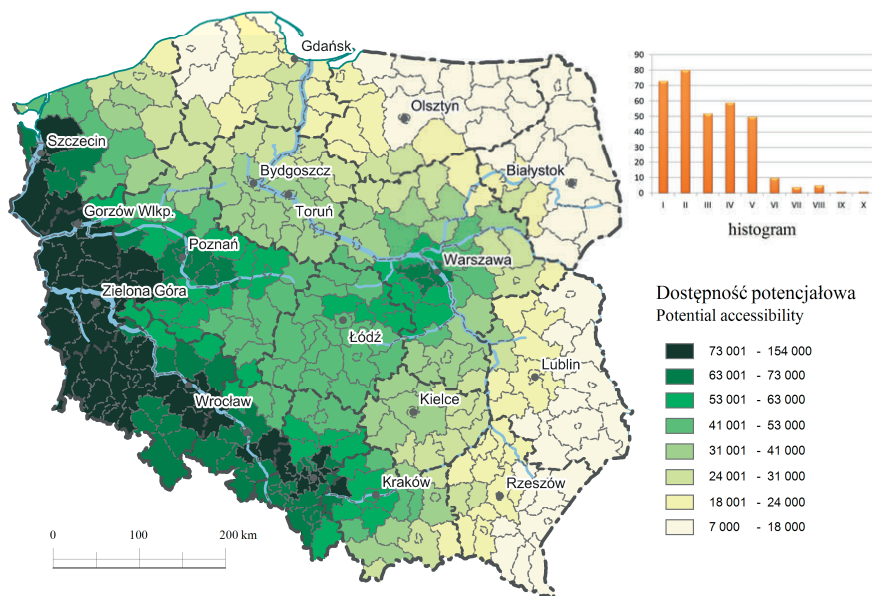 Gdańsk
Olsztyn
Szczecin
Bydgoszcz
Białystok
Toruń
Gorzów Wlkp.
Poznań
Warszawa
Zielona Góra
Łódź
Lublin
Wrocław
Kielce
Kraków
Rzeszów
0 100 200 km
90
80
70
60
50
40
30
20
10
0
I II III IV V VI VII VIII IX X
histogram
Dostępność potencjałowa
Potential accessibility
73 001 - 154 000
63 001 - 73 000
53 001 - 63 000
41 001 - 53 000
31 001 - 41 000
24 001 - 31 000
18 001 - 24 000
7 000 - 18 000